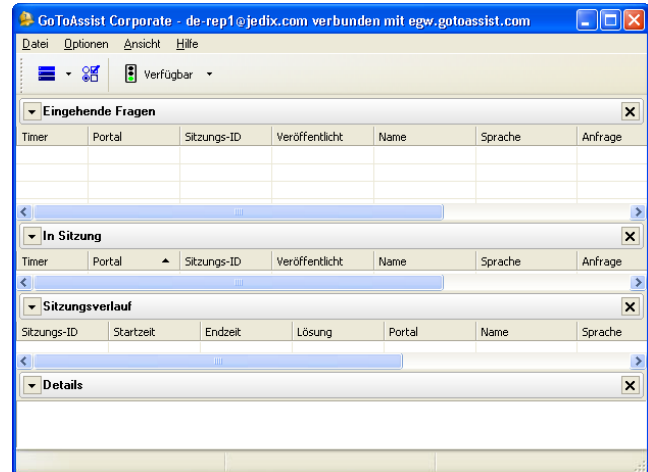 GoToAssist Corporate - de-rep1@jedix.com verbunden mit egw.gotoassist.com
Datei Optionen Ansicht Hilfe
Verfügbar
Eingehende Fragen
Timer Portal Sitzungs-ID Veröffentlicht Name Sprache Anfrage
In Sitzung
Timer Portal Sitzungs-ID Veröffentlicht Name Sprache Anfrage
Sitzungsverlauf
Sitzungs-ID Startzeit Endzeit Lösung Portal Name Sprache
Details